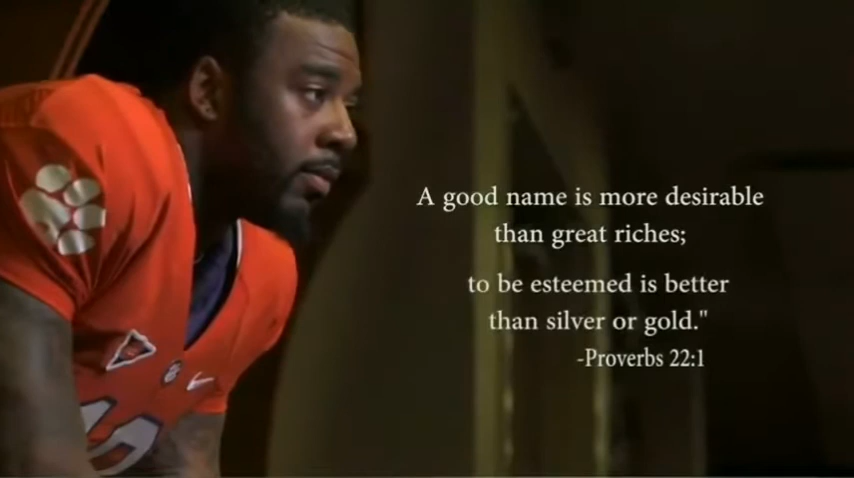 A good name is more desirable
than great riches;
to be esteemed is better
than silver or gold."
-Proverbs 22:1